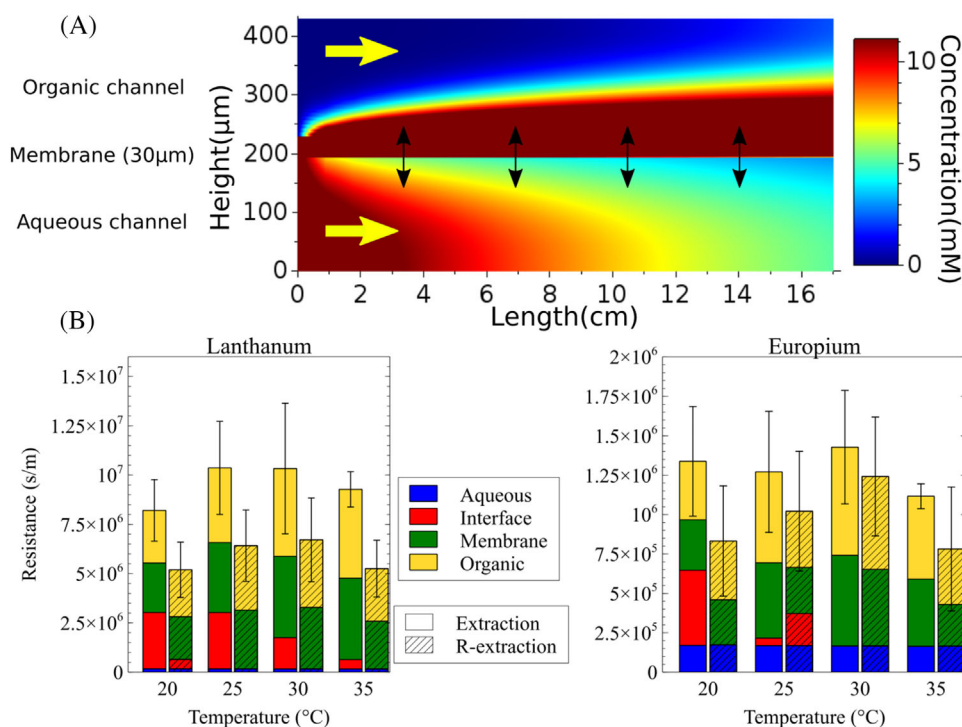 (A)
Organic channel
Membrane (30μm)
Aqueous channel
Height(μm)
400
300
200
100
0
0 2 4 6 8 10 12 14 16
Length(cm)
10
5
0
Concentration(mM)
(B)
Lanthanum
Resistance (s/m)
1.5×10⁷
1.25×10⁷
10⁷
7.5×10⁶
5×10⁶
2.5×10⁶
0
20 25 30 35
Temperature (°C)
Aqueous
Interface
Membrane
Organic
Extraction
R-extraction
Europium
2×10⁶
1.75×10⁶
1.5×10⁶
1.25×10⁶
10⁶
7.5×10⁵
5×10⁵
2.5×10⁵
0
20 25 30 35
Temperature (°C)